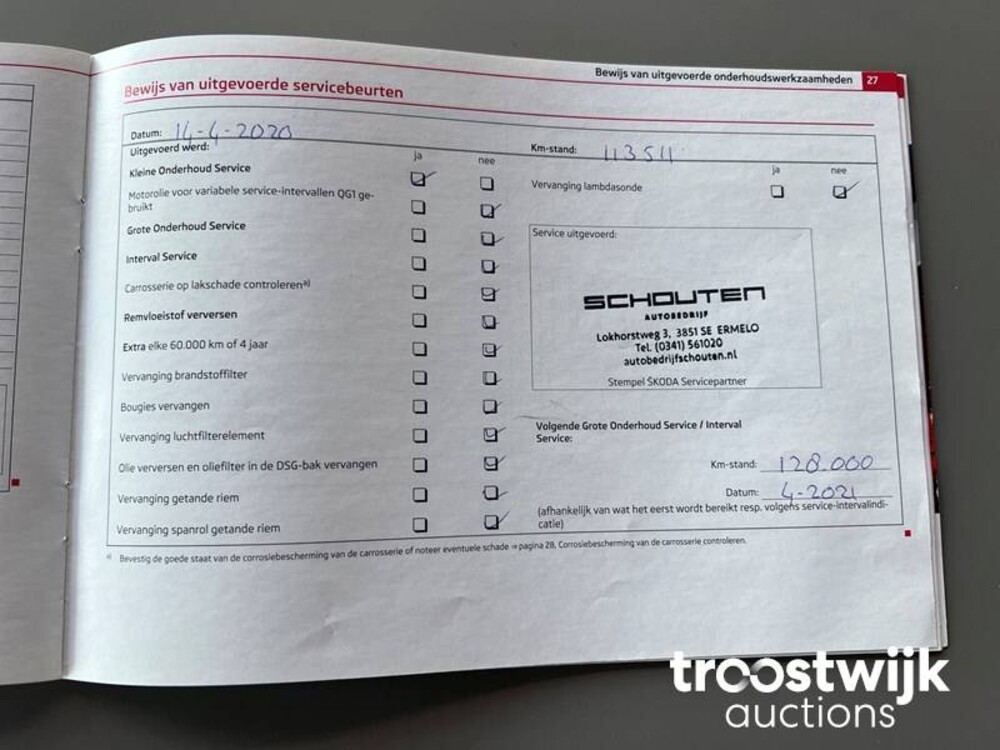 Bewijs van uitgevoerde onderhoudswerkzaamheden 27
Bewijs van uitgevoerde servicebeurten
Datum: 14-4-2020
Uitgevoerd werd:
ja nee
Kleine Onderhoud Service
Motorolie voor variabele service-intervallen QG1 ge-
bruikt
Grote Onderhoud Service
Interval Service
Carrosserie op lakschade controlerenᵃ⁾
Remvloeistof verversen
Extra elke 60.000 km of 4 jaar
Vervanging brandstoffilter
Bougies vervangen
Vervanging luchtfilterelement
Olie verversen en oliefilter in de DSG-bak vervangen
Vervanging getande riem
Vervanging spanrol getande riem
Km-stand: 113511
ja nee
Vervanging lambdasonde
Service uitgevoerd:
SCHOUTEN
AUTOBEDRIJF
Lokhorstweg 3, 3851 SE ERMELO
Tel. (0341) 561020
autobedrijfschouten.nl
Stempel ŠKODA Servicepartner
Volgende Grote Onderhoud Service / Interval
Service:
Km-stand: 128.000
Datum: 4-2021
(afhankelijk van wat het eerst wordt bereikt resp. volgens service-intervalindi-
catie)
ᵃ⁾ Bevestig de goede staat van de corrosiebescherming van de carrosserie of noteer eventuele schade ⇒ pagina 28, Corrosiebescherming van de carrosserie controleren.
troostwijk
auctions